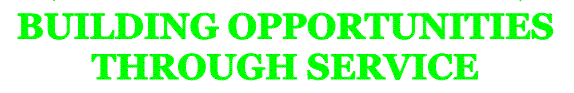 BUILDING OPPORTUNITIES
THROUGH SERVICE